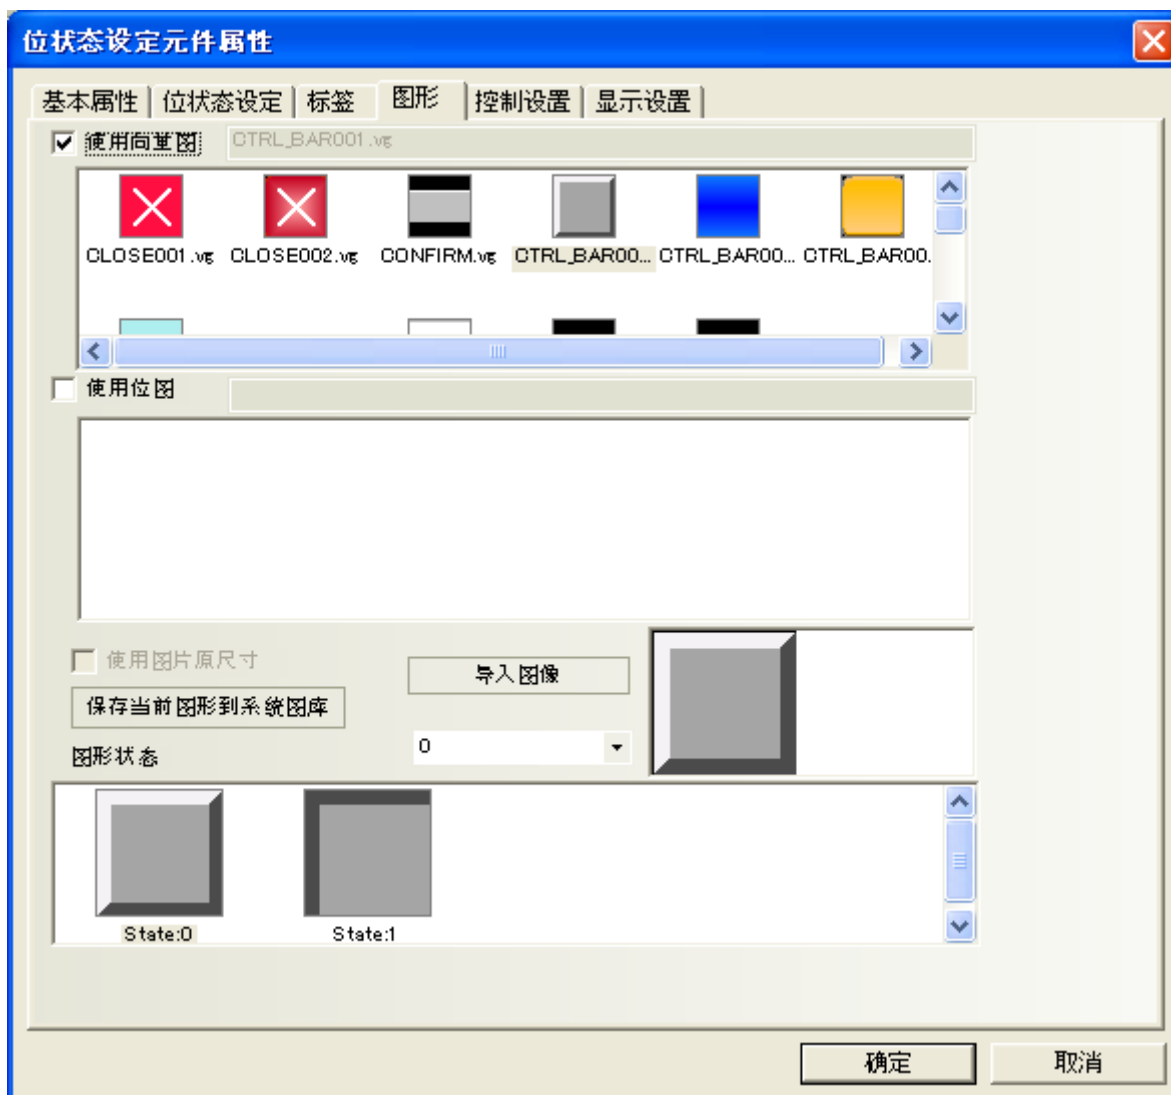 位状态设定元件属性
基本属性 位状态设定 标签 图形 控制设置 显示设置
使用向量图 CTRL_BAR001.vg
CLOSE001.vg CLOSE002.vg CONFIRM.vg CTRL_BAR00... CTRL_BAR00... CTRL_BAR00.
使用位图
使用图片原尺寸
导入图像
保存当前图形到系统图库
图形状态
0
State:0 State:1
确定 取消